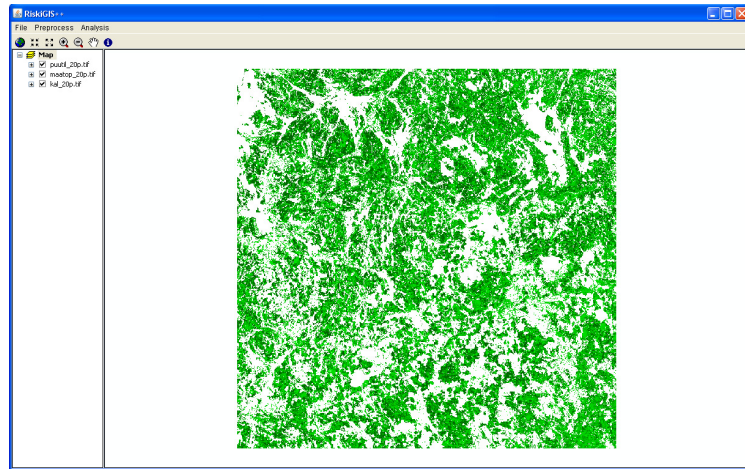 RiskiGIS++
File Preprocess Analysis
Map
puutil_20p.tif
maatop_20p.tif
kal_20p.tif